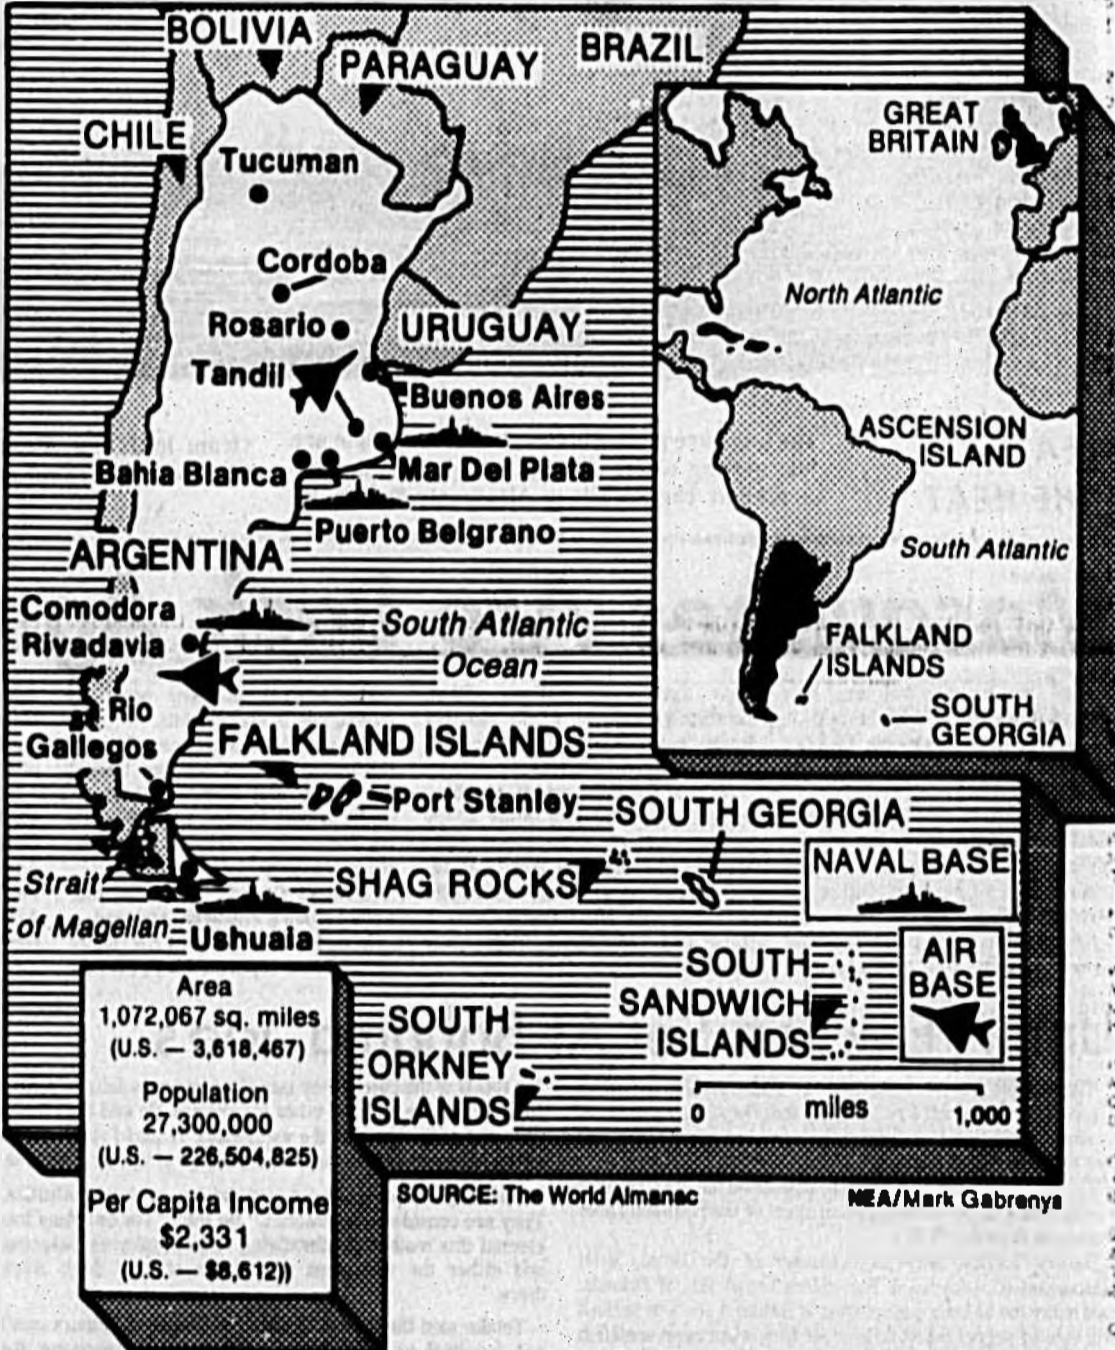 BOLIVIA
PARAGUAY
BRAZIL
CHILE
Tucuman
Cordoba
Rosario
URUGUAY
Tandil
Buenos Aires
Bahia Blanca
Mar Del Plata
Puerto Belgrano
ARGENTINA
Comodora
Rivadavia
South Atlantic
Ocean
Rio
Gallegos
FALKLAND ISLANDS
Port Stanley
SOUTH GEORGIA
SHAG ROCKS
Strait
of Magellan
Ushuaia
SOUTH
SANDWICH
ISLANDS
SOUTH
ORKNEY
ISLANDS
NAVAL BASE
AIR
BASE
0 miles 1,000
GREAT
BRITAIN
North Atlantic
ASCENSION
ISLAND
South Atlantic
FALKLAND
ISLANDS
SOUTH
GEORGIA
Area
1,072,067 sq. miles
(U.S. — 3,618,467)
Population
27,300,000
(U.S. — 226,504,825)
Per Capita Income
$2,331
(U.S. — $8,612))
SOURCE: The World Almanac
NEA/Mark Gabrenya